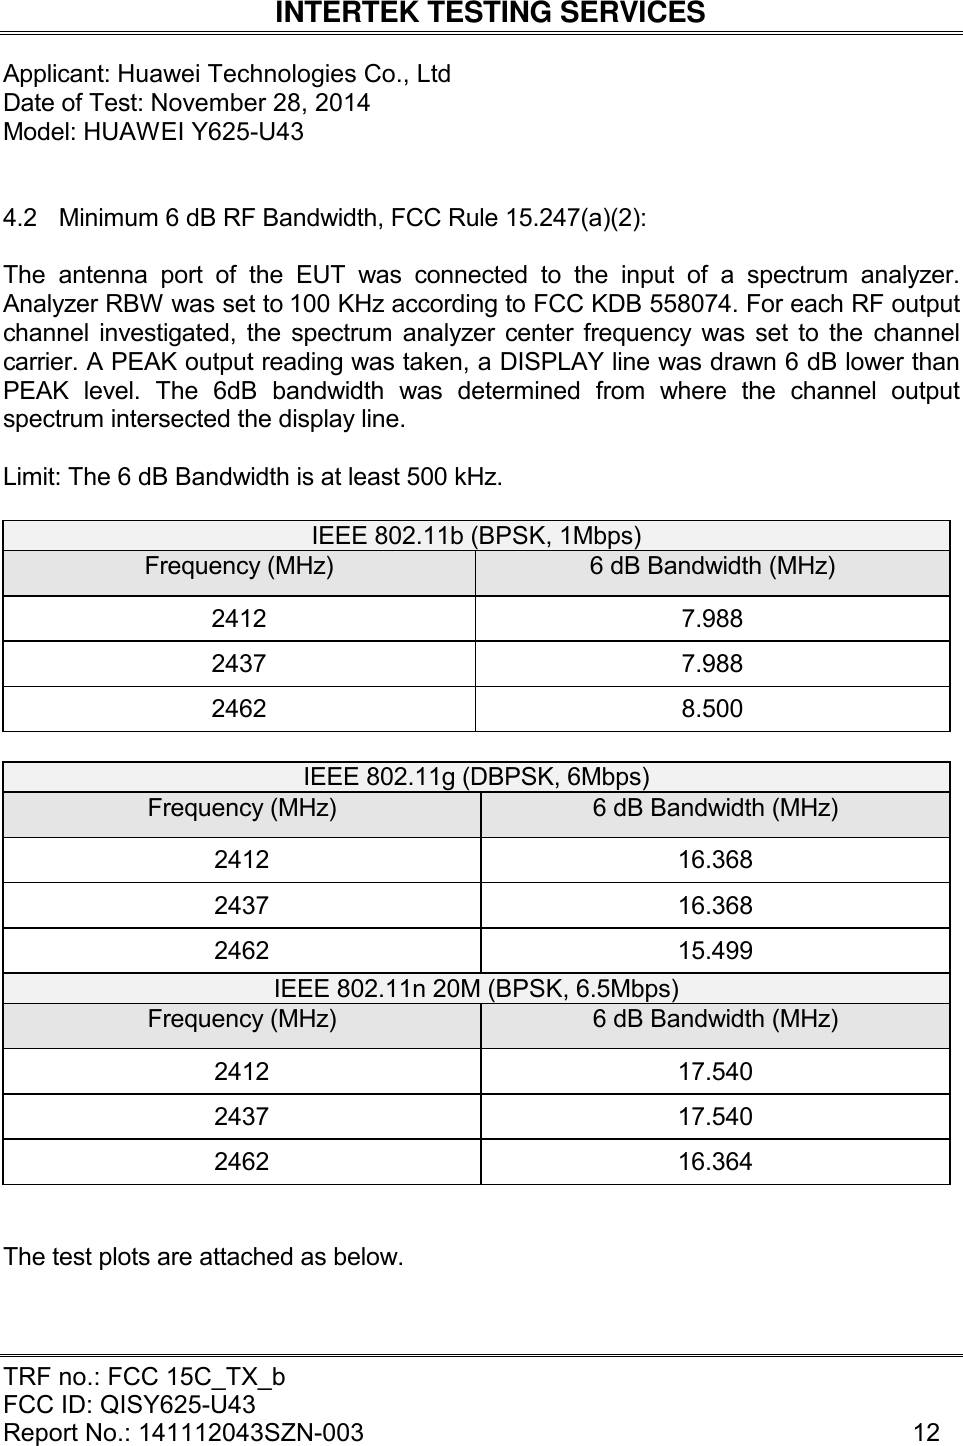 INTERTEK TESTING SERVICES
Applicant: Huawei Technologies Co., Ltd
Date of Test: November 28, 2014
Model: HUAWEI Y625-U43
4.2 Minimum 6 dB RF Bandwidth, FCC Rule 15.247(a)(2):
The antenna port of the EUT was connected to the input of a spectrum analyzer.
Analyzer RBW was set to 100 KHz according to FCC KDB 558074. For each RF output
channel investigated, the spectrum analyzer center frequency was set to the channel
carrier. A PEAK output reading was taken, a DISPLAY line was drawn 6 dB lower than
PEAK level. The 6dB bandwidth was determined from where the channel output
spectrum intersected the display line.
Limit: The 6 dB Bandwidth is at least 500 kHz.
IEEE 802.11b (BPSK, 1Mbps)
Frequency (MHz) 6 dB Bandwidth (MHz)
2412 7.988
2437 7.988
2462 8.500
IEEE 802.11g (DBPSK, 6Mbps)
Frequency (MHz) 6 dB Bandwidth (MHz)
2412 16.368
2437 16.368
2462 15.499
IEEE 802.11n 20M (BPSK, 6.5Mbps)
Frequency (MHz) 6 dB Bandwidth (MHz)
2412 17.540
2437 17.540
2462 16.364
The test plots are attached as below.
TRF no.: FCC 15C_TX_b
FCC ID: QISY625-U43
Report No.: 141112043SZN-003 12